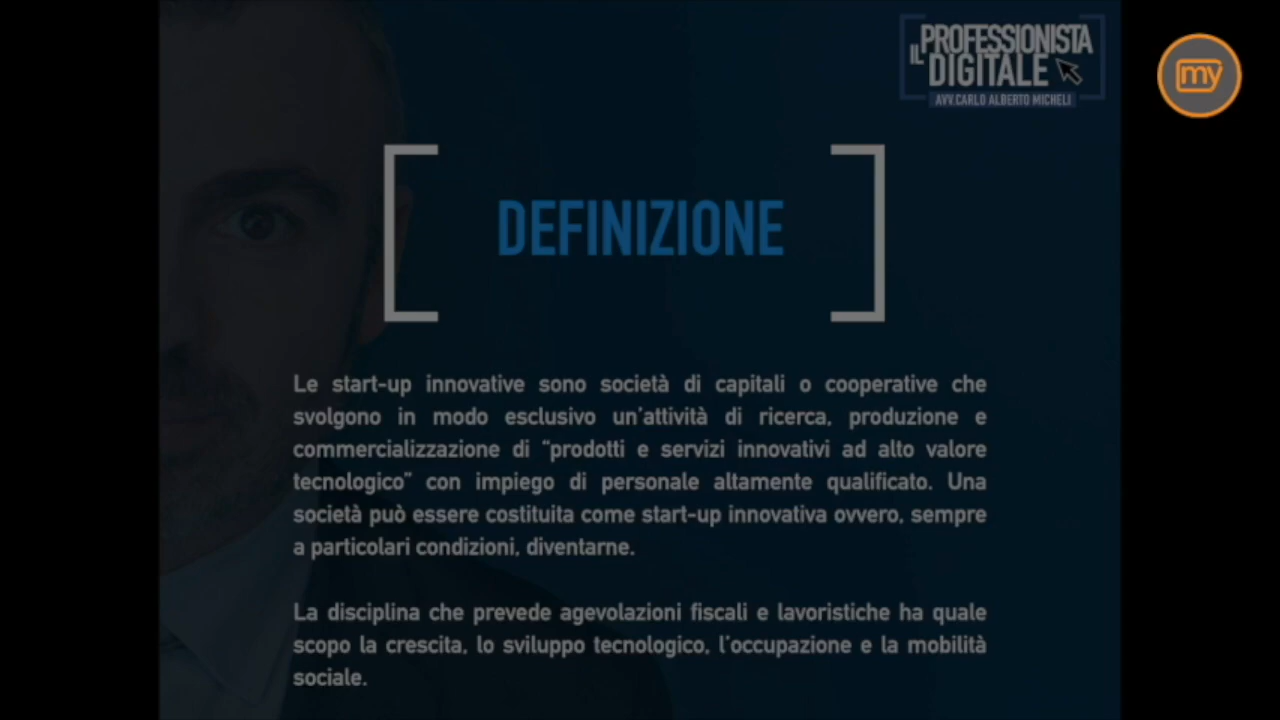 IL PROFESSIONISTA
DIGITALE
AVV.CARLO ALBERTO MICHELI
my
DEFINIZIONE
Le start-up innovative sono società di capitali o cooperative che
svolgono in modo esclusivo un'attività di ricerca, produzione e
commercializzazione di “prodotti e servizi innovativi ad alto valore
tecnologico” con impiego di personale altamente qualificato. Una
società può essere costituita come start-up innovativa ovvero, sempre
a particolari condizioni, diventarne.
La disciplina che prevede agevolazioni fiscali e lavoristiche ha quale
scopo la crescita, lo sviluppo tecnologico, l'occupazione e la mobilità
sociale.